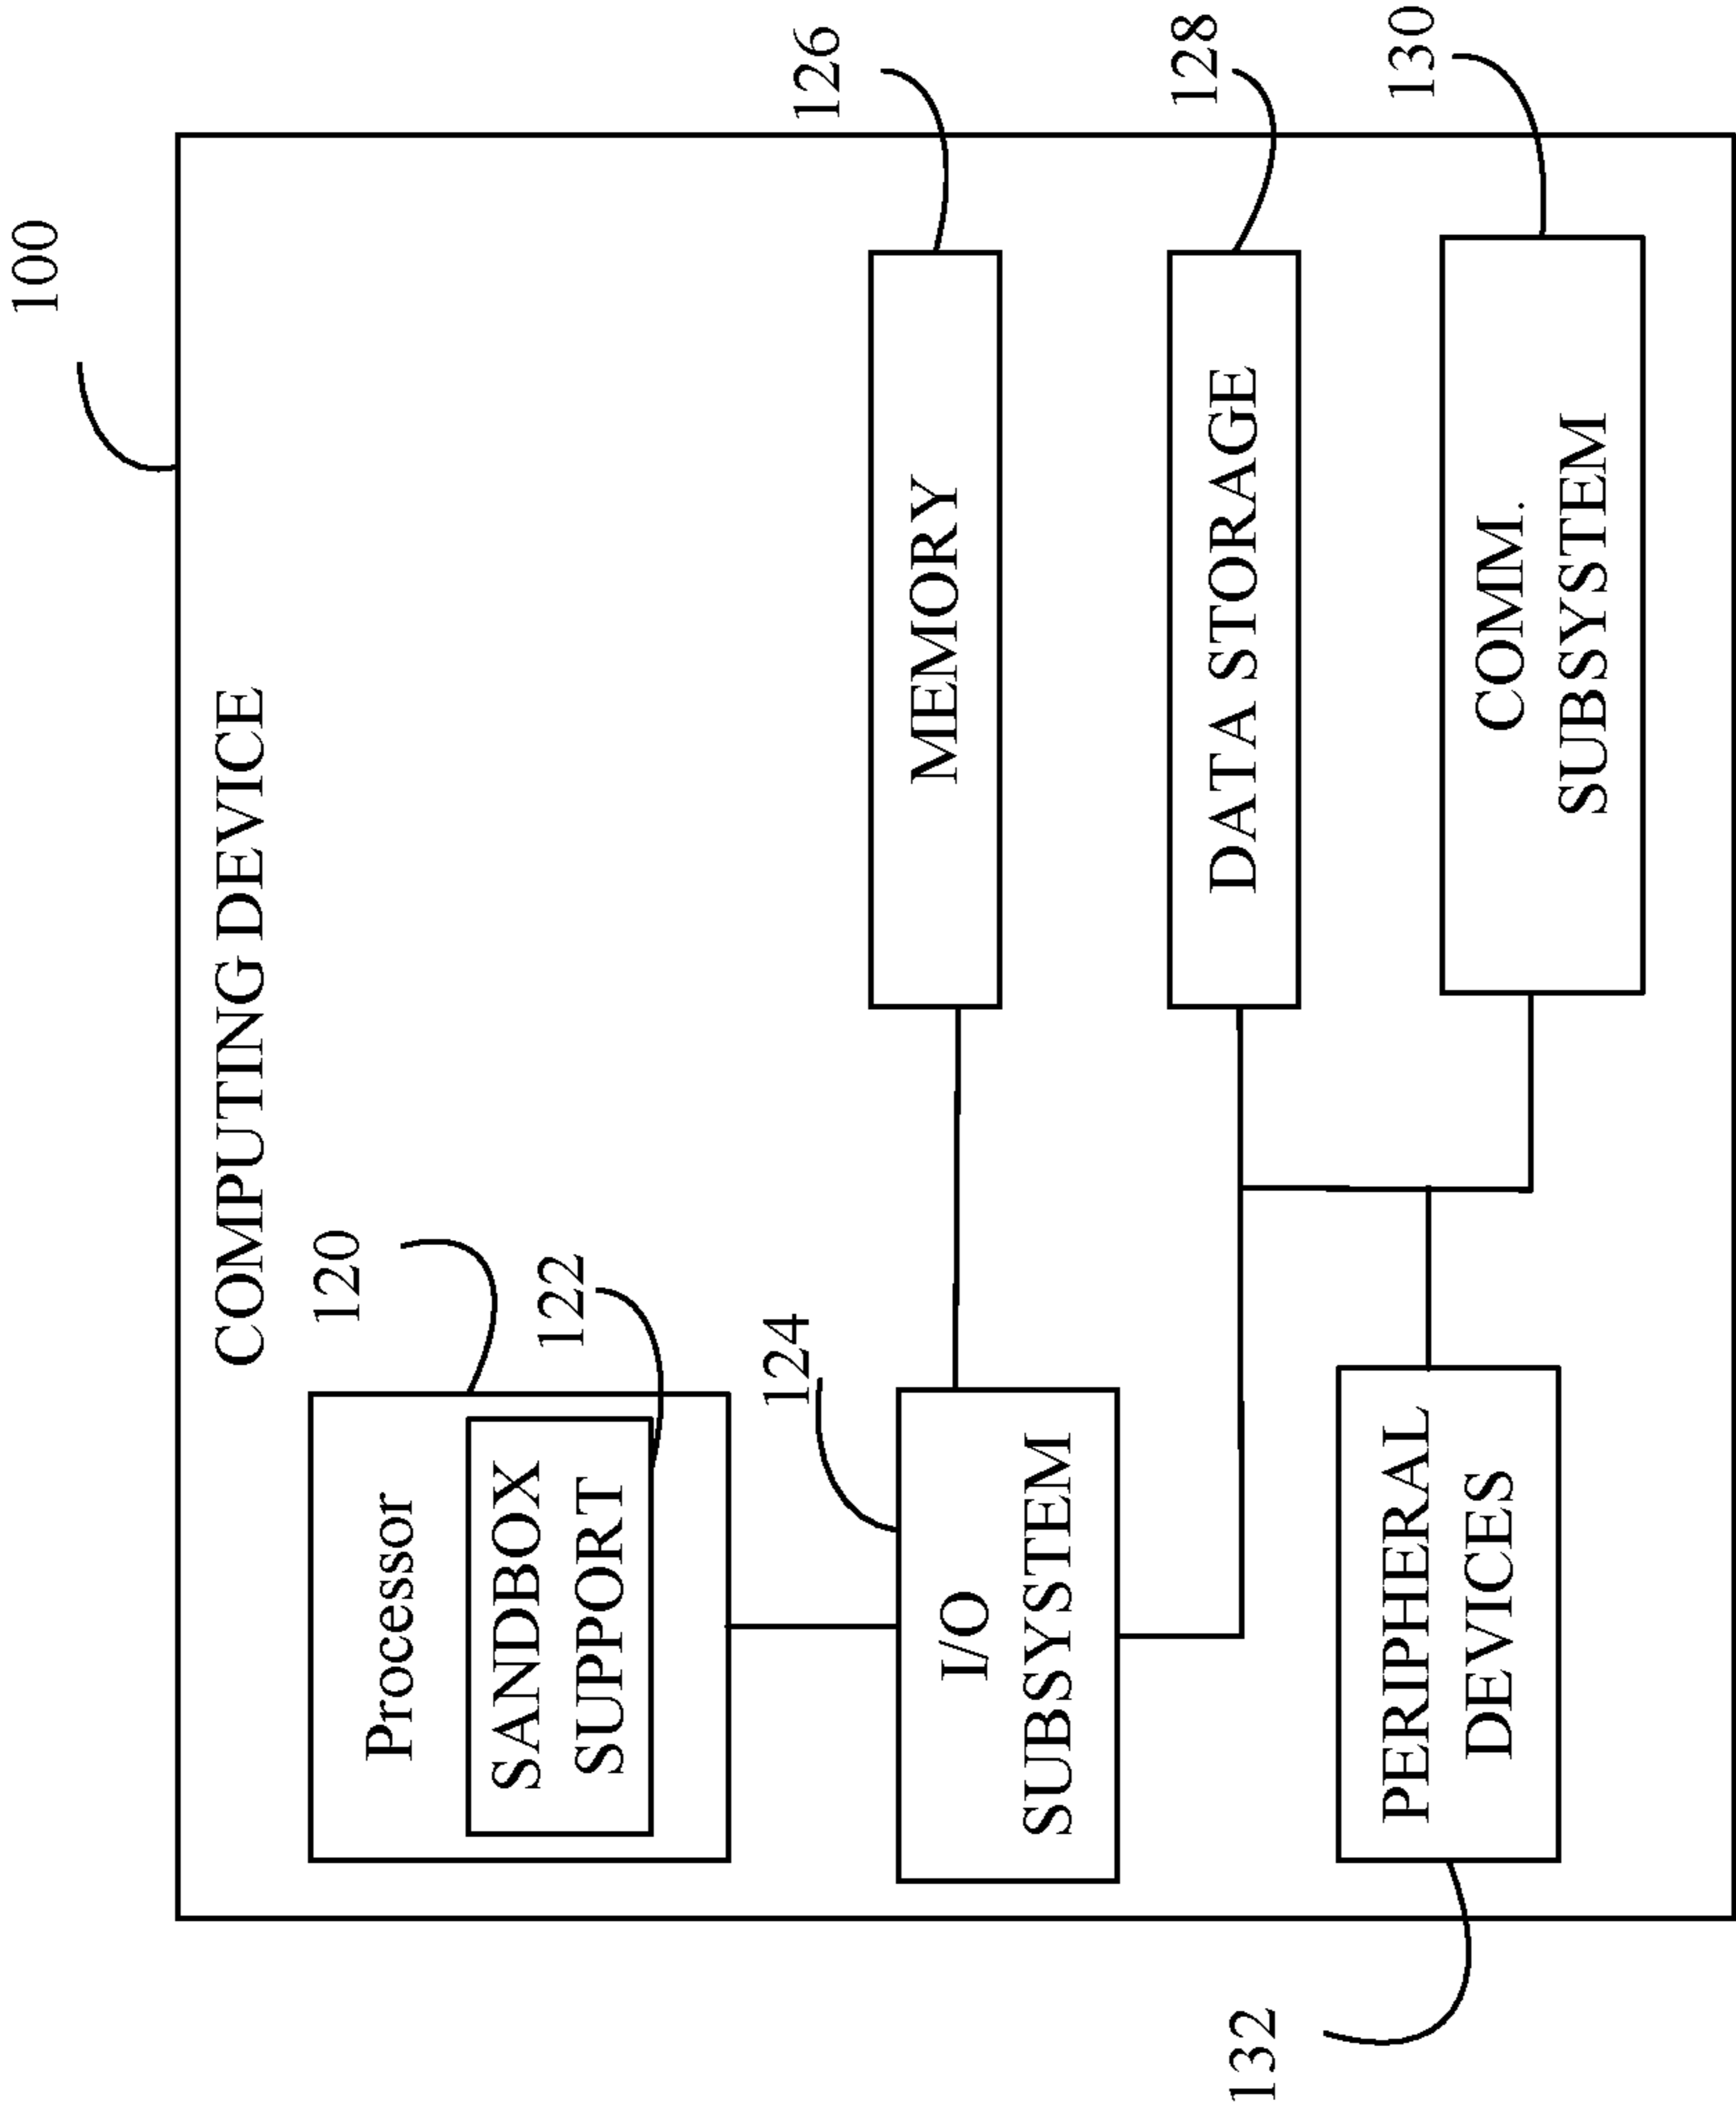 100
COMPUTING DEVICE
120
Processor
122
SANDBOX
SUPPORT
124
I/O
SUBSYSTEM
126
MEMORY
128
DATA STORAGE
130
COMM.
SUBSYSTEM
PERIPHERAL
DEVICES
132